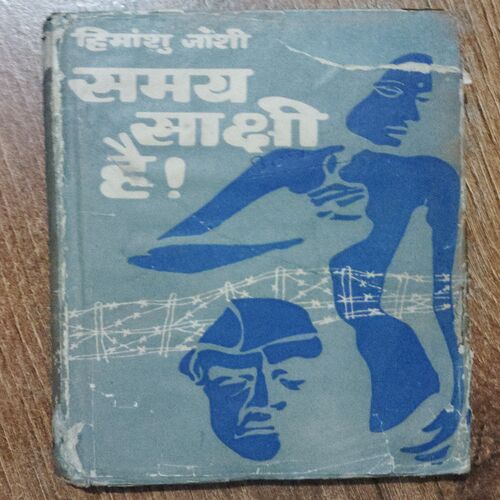 हिमांशु जोशी
समय
साक्षी
है!